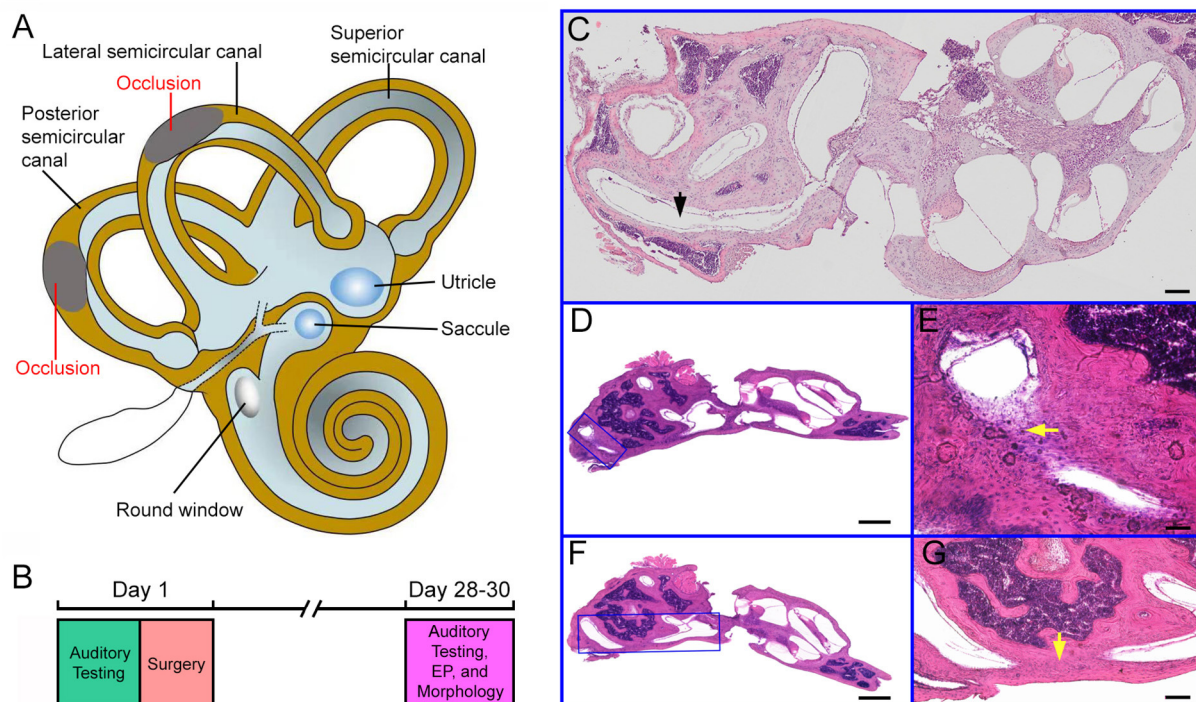 A
Lateral semicircular canal
Superior
semicircular canal
Occlusion
Posterior
semicircular
canal
Utricle
Saccule
Occlusion
Round window
B
Day 1
Day 28-30
Auditory
Testing
Surgery
Auditory
Testing,
EP, and
Morphology
C
D
E
F
G